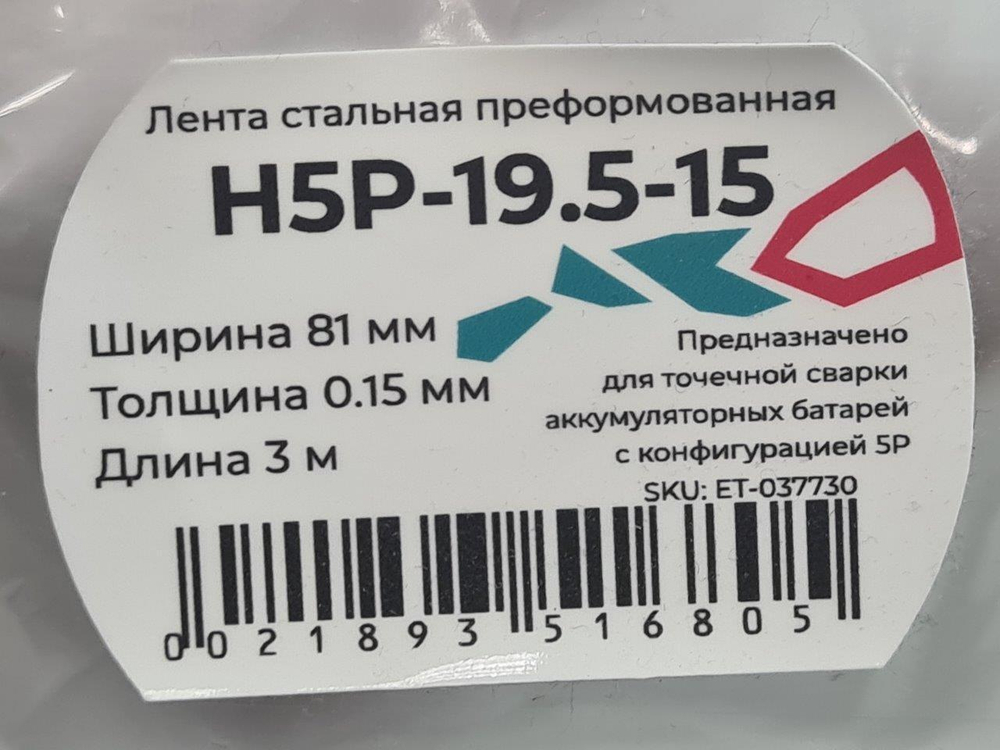 Лента стальная преформованная
H5P-19.5-15
Ширина 81 мм
Толщина 0.15 мм
Длина 3 м
Предназначено
для точечной сварки
аккумуляторных батарей
с конфигурацией 5P
SKU: ET-037730
0 021893 516805